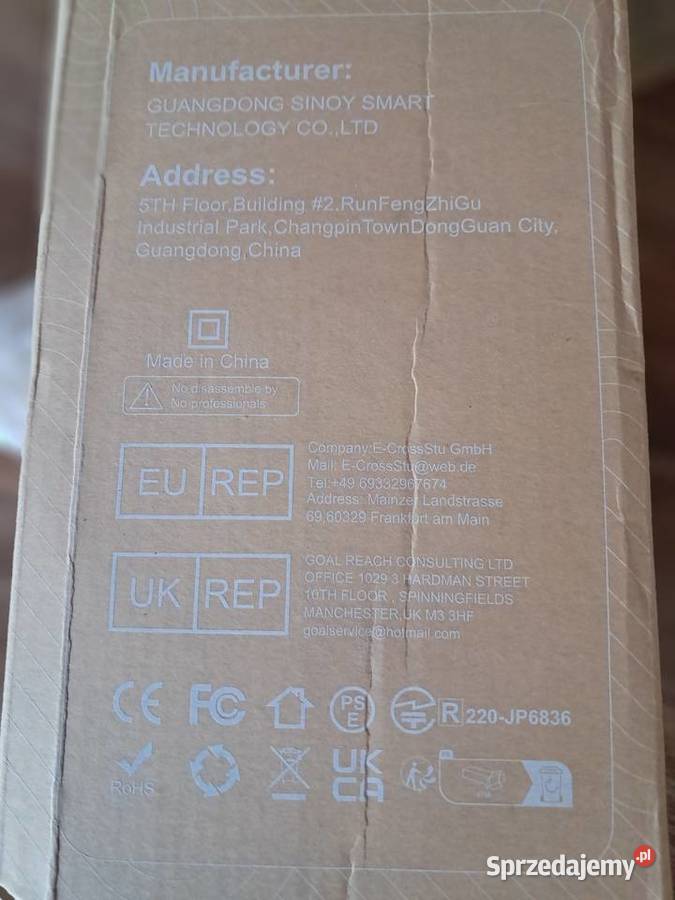 Manufacturer:
GUANGDONG SINOY SMART
TECHNOLOGY CO.,LTD
Address:
5TH Floor,Building #2,RunFengZhiGu
Industrial Park,ChangpinTownDongGuan City,
Guangdong,China
Made in China
No disassemble by
No professionals
EU REP
Company:E-CrossStu GmbH
Mail: E-CrossStu@web.de
Tel:+49 69332967674
Address: Mainzer Landstrasse
69,60329 Frankfurt am Main
UK REP
GOAL REACH CONSULTING LTD
OFFICE 1029 3 HARDMAN STREET
10TH FLOOR , SPINNINGFIELDS
MANCHESTER,UK M3 3HF
goalservice@hotmail.com
CE FC PS E R 220-JP6836
RoHS UK CA
Sprzedajemy.pl